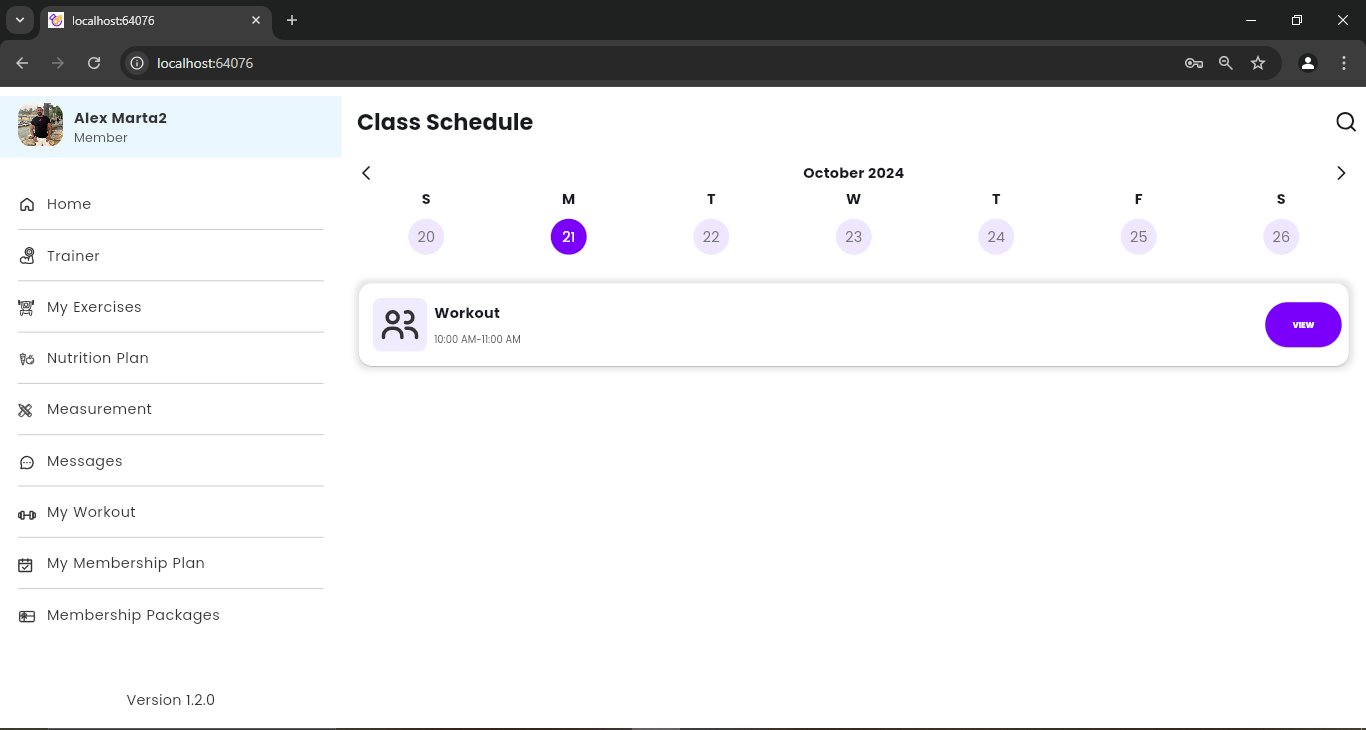 localhost:64076
localhost:64076
Alex Marta2
Member
Home
Trainer
My Exercises
Nutrition Plan
Measurement
Messages
My Workout
My Membership Plan
Membership Packages
Version 1.2.0
Class Schedule
October 2024
S M T W T F S
20 21 22 23 24 25 26
Workout
10:00 AM-11:00 AM
VIEW